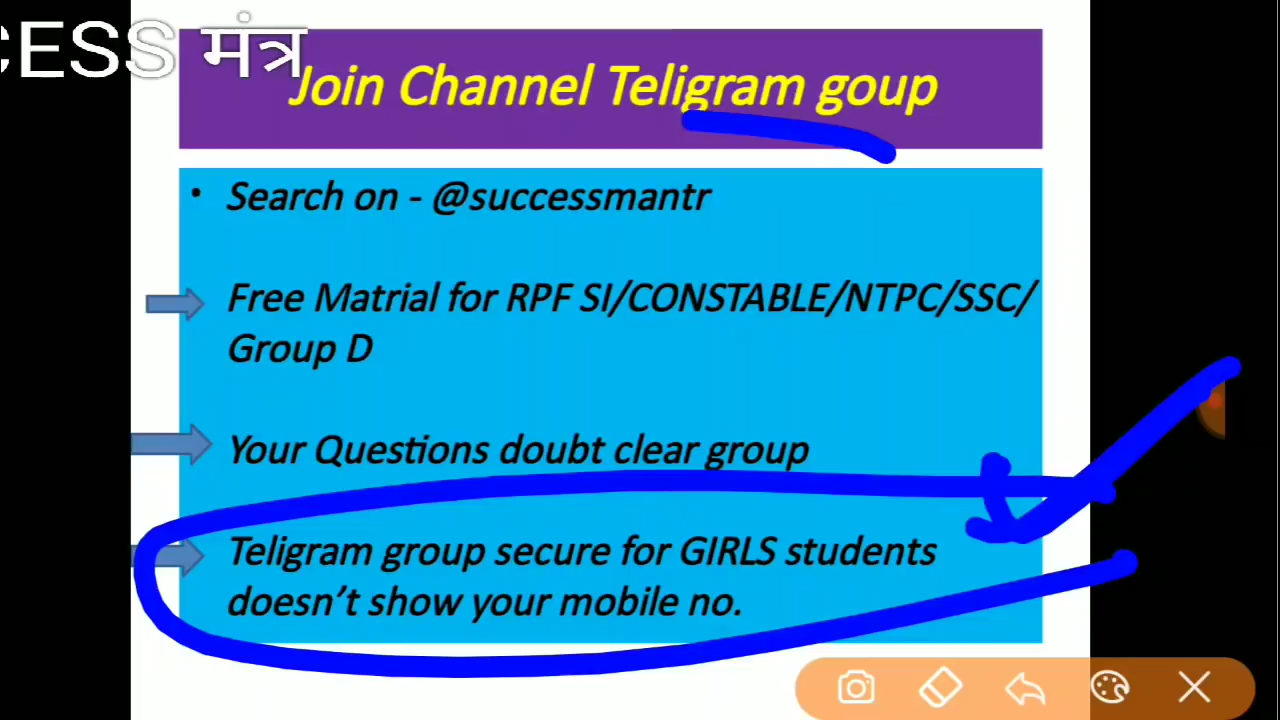 CESS मंत्र
Join Channel Teligram goup
• Search on - @successmantr
Free Matrial for RPF SI/CONSTABLE/NTPC/SSC/
Group D
Your Questions doubt clear group
Teligram group secure for GIRLS students
doesn't show your mobile no.